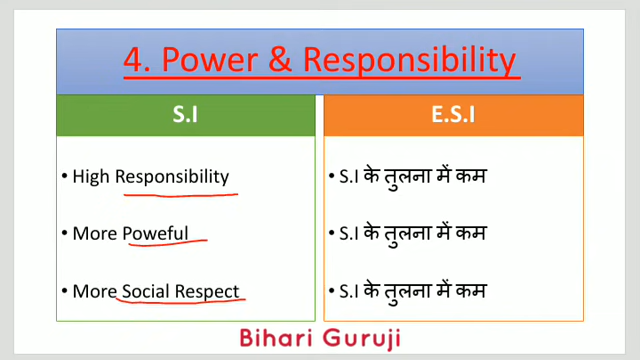 4. Power & Responsibility
S.I
E.S.I
• High Responsibility
• S.I के तुलना में कम
• More Poweful
• S.I के तुलना में कम
• More Social Respect
• S.I के तुलना में कम
Bihari Guruji